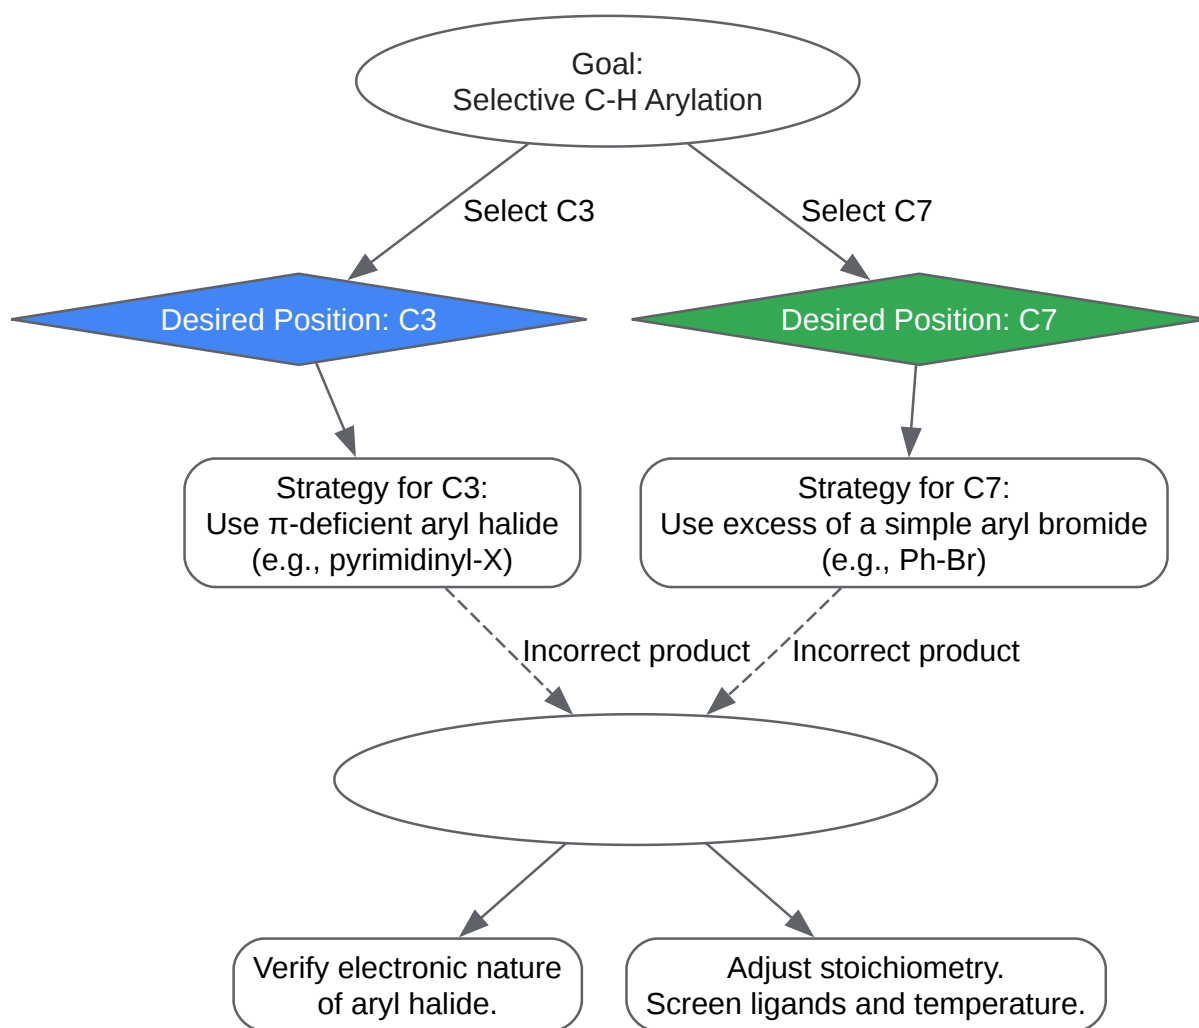 Goal:
Selective C-H Arylation
Select C3
Select C7
Desired Position: C3
Desired Position: C7
Strategy for C3:
Use π-deficient aryl halide
(e.g., pyrimidinyl-X)
Strategy for C7:
Use excess of a simple aryl bromide
(e.g., Ph-Br)
Incorrect product
Incorrect product
Verify electronic nature
of aryl halide.
Adjust stoichiometry.
Screen ligands and temperature.